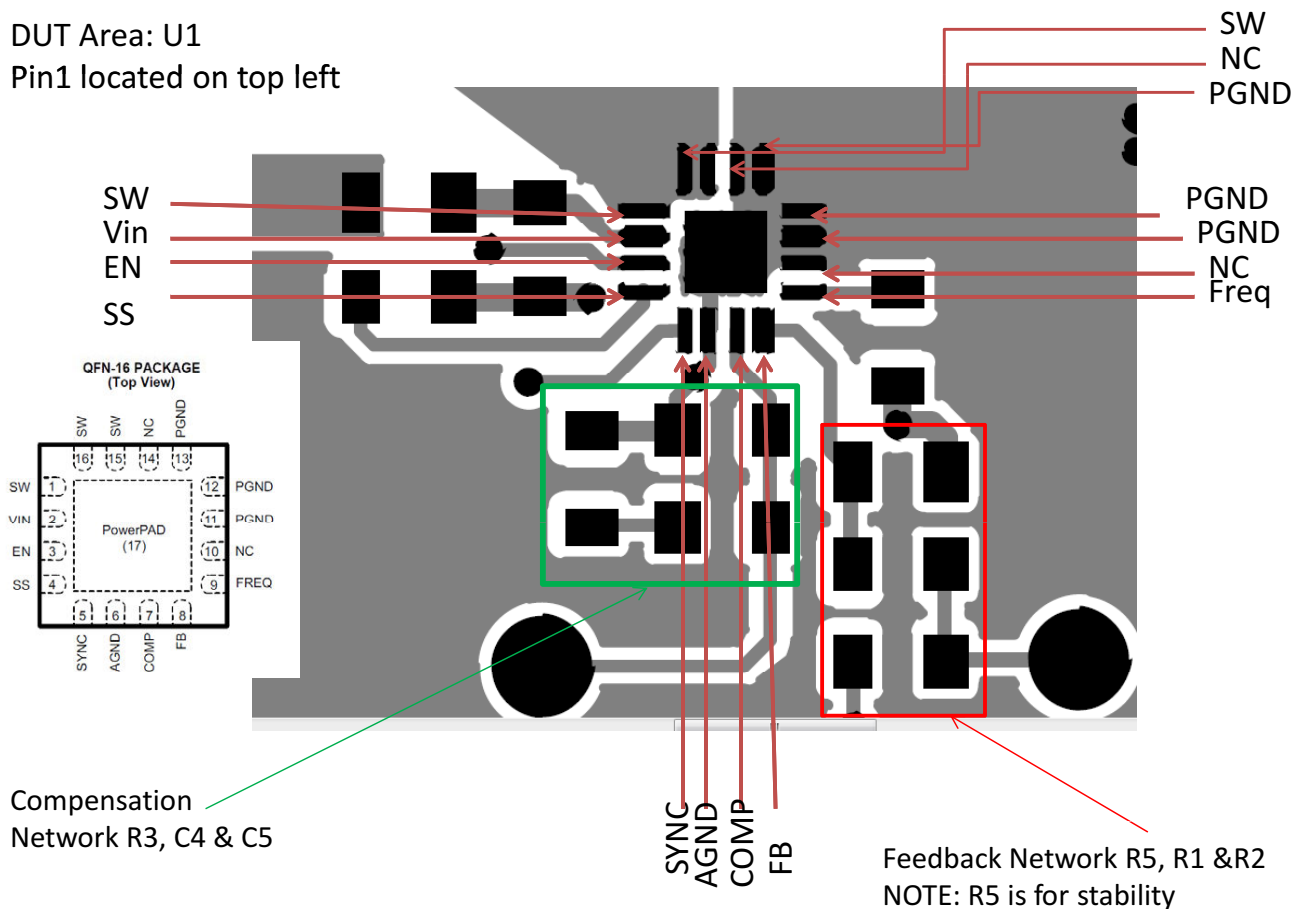 DUT Area: U1
Pin1 located on top left
SW
NC
PGND
SW
Vin
EN
SS
PGND
PGND
NC
Freq
QFN-16 PACKAGE
(Top View)
SW
SW
NC
PGND
16
15
14
13
SW 1
12 PGND
VIN 2
11 PGND
EN 3
10 NC
SS 4
9 FREQ
PowerPAD
(17)
5
6
7
8
SYNC
AGND
COMP
FB
Compensation
Network R3, C4 & C5
SYNC
AGND
COMP
FB
Feedback Network R5, R1 &R2
NOTE: R5 is for stability